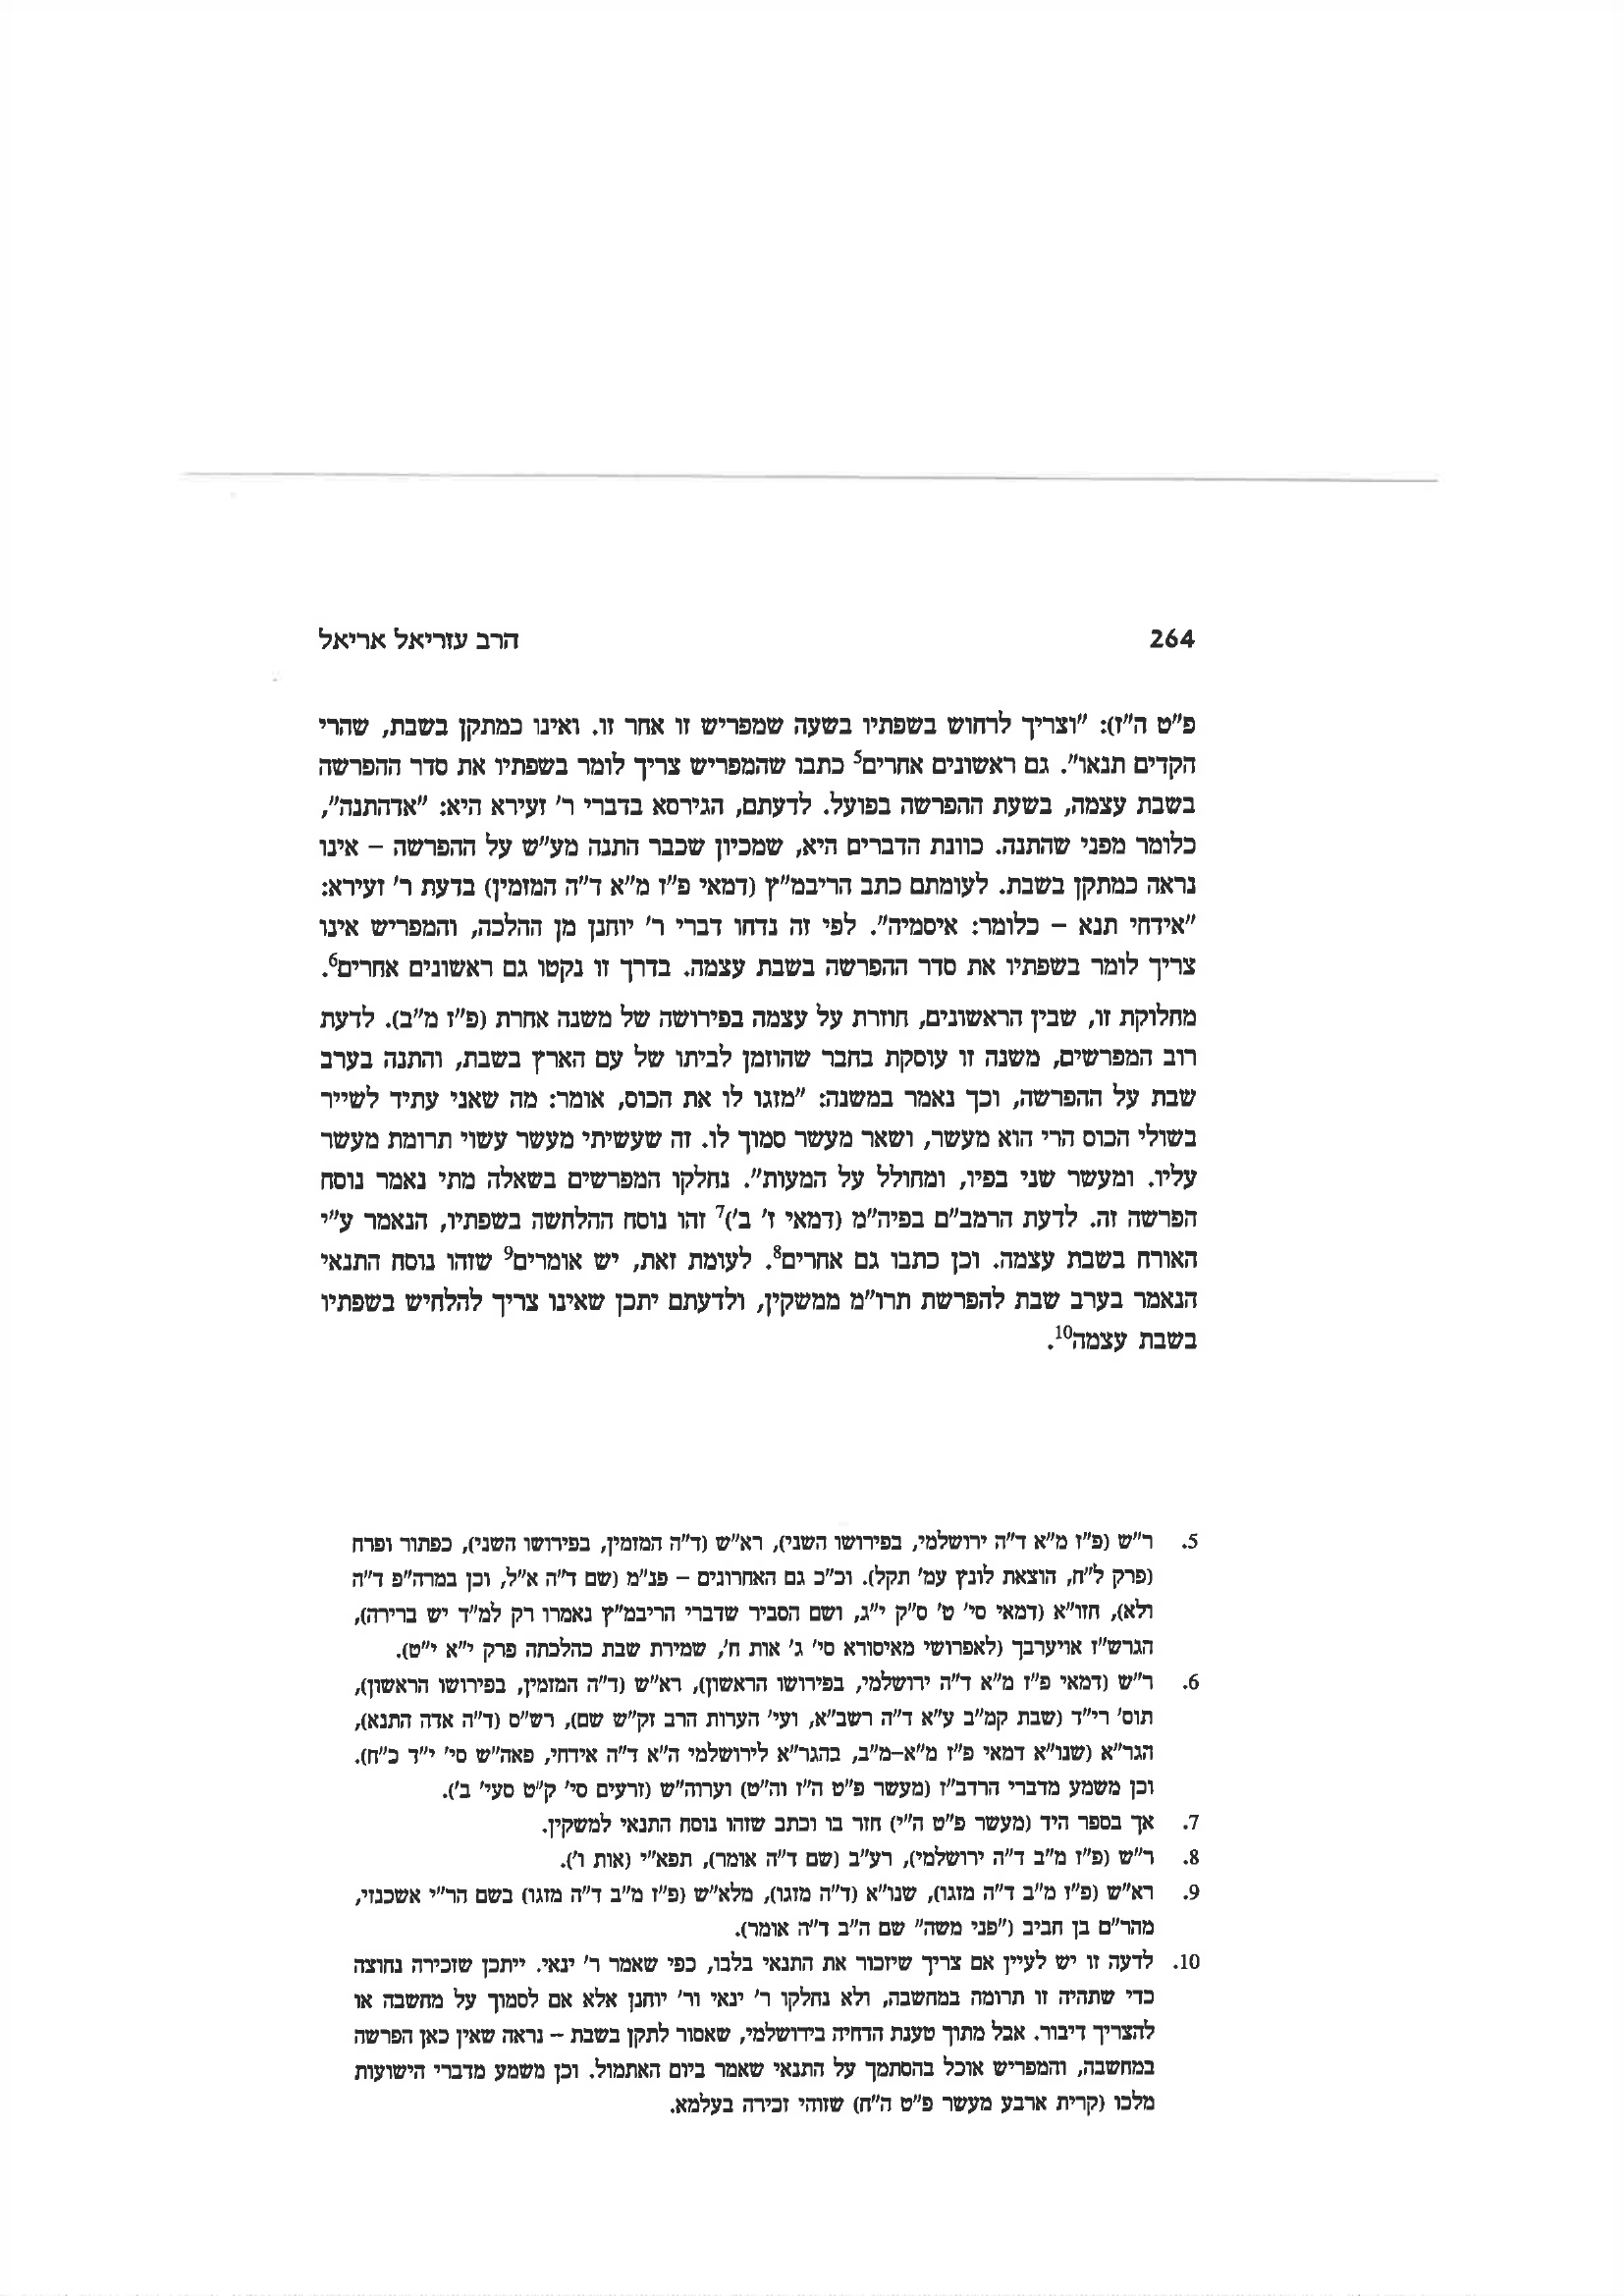 264 הרב עזריאל אריאל
פ"ט ה"ז): "וצריך לרחוש בשפתיו בשעה שמפריש זו אחר זו. ואינו כמתקן בשבת, שהרי
הקדים תנאו". גם ראשונים אחרים5 כתבו שהמפריש צריך לומר בשפתיו את סדר ההפרשה
בשבת עצמה, בשעת ההפרשה בפועל. לדעתם, הגירסא בדברי ר' זעירא היא: "אדהתנה",
כלומר מפני שהתנה. כוונת הדברים היא, שמכיון שכבר התנה מע"ש על ההפרשה – אינו
נראה כמתקן בשבת. לעומתם כתב הריבמ"ץ (דמאי פ"ז מ"א ד"ה המזמין) בדעת ר' זעירא:
"אידחי תנא – כלומר: איסמיה". לפי זה נדחו דברי ר' יוחנן מן ההלכה, והמפריש אינו
צריך לומר בשפתיו את סדר ההפרשה בשבת עצמה. בדרך זו נקטו גם ראשונים אחרים6.
מחלוקת זו, שבין הראשונים, חוזרת על עצמה בפירושה של משנה אחרת (פ"ז מ"ב). לדעת
רוב המפרשים, משנה זו עוסקת בחבר שהוזמן לביתו של עם הארץ בשבת, והתנה בערב
שבת על ההפרשה, וכך נאמר במשנה: "מזגו לו את הכוס, אומר: מה שאני עתיד לשייר
בשולי הכוס הרי הוא מעשר, ושאר מעשר סמוך לו. זה שעשיתי מעשר עשוי תרומת מעשר
עליו. ומעשר שני בפיו, ומחולל על המעות". נחלקו המפרשים בשאלה מתי נאמר נוסח
הפרשה זה. לדעת הרמב"ם בפיה"מ (דמאי ז' ב')7 זהו נוסח ההלחשה בשפתיו, הנאמר ע"י
האורח בשבת עצמה. וכן כתבו גם אחרים8. לעומת זאת, יש אומרים9 שזהו נוסח התנאי
הנאמר בערב שבת להפרשת תרו"מ ממשקין, ולדעתם יתכן שאינו צריך להלחיש בשפתיו
בשבת עצמה10.
5. ר"ש (פ"ז מ"א ד"ה ירושלמי, בפירושו השני), רא"ש (ד"ה המזמין, בפירושו השני), כפתור ופרח
(פרק ל"ח, הוצאת לונץ עמ' תקל). וכ"כ גם האחרונים – פנ"מ (שם ד"ה א"ל, וכן במרה"פ ד"ה
ולא), חזו"א (דמאי סי' ט' ס"ק י"ג, ושם הסביר שדברי הריבמ"ץ נאמרו רק למ"ד יש ברירה),
הגרש"ז אויערבך (לאפרושי מאיסורא סי' ג' אות ח', שמירת שבת כהלכתה פרק י"א י"ט).
6. ר"ש (דמאי פ"ז מ"א ד"ה ירושלמי, בפירושו הראשון), רא"ש (ד"ה המזמין, בפירושו הראשון),
תוס' רי"ד (שבת קמ"ב ע"א ד"ה רשב"א, ועי' הערות הרב זק"ש שם), רש"ס (ד"ה אדה התנא),
הגר"א (שנו"א דמאי פ"ז מ"א–מ"ב, בהגר"א לירושלמי ה"א ד"ה אידחי, פאה"ש סי' י"ד כ"ח).
וכן משמע מדברי הרדב"ז (מעשר פ"ט ה"ז וה"ט) וערוה"ש (זרעים סי' ק"ט סעי' ב').
7. אך בספר היד (מעשר פ"ט ה"י) חזר בו וכתב שזהו נוסח התנאי למשקין.
8. ר"ש (פ"ז מ"ב ד"ה ירושלמי), רע"ב (שם ד"ה אומר), תפא"י (אות ו').
9. רא"ש (פ"ז מ"ב ד"ה מזגו), שנו"א (ד"ה מזגו), מלא"ש (פ"ז מ"ב ד"ה מזגו) בשם הר"י אשכנזי,
מהר"ם בן חביב ("פני משה" שם ה"ב ד"ה אומר).
10. לדעה זו יש לעיין אם צריך שיזכור את התנאי בלבו, כפי שאמר ר' ינאי. ייתכן שזכירה נחוצה
כדי שתהיה זו תרומה במחשבה, ולא נחלקו ר' ינאי ור' יוחנן אלא אם לסמוך על מחשבה או
להצריך דיבור. אבל מתוך טענת הדחיה בירושלמי, שאסור לתקן בשבת – נראה שאין כאן הפרשה
במחשבה, והמפריש אוכל בהסתמך על התנאי שאמר ביום האתמול. וכן משמע מדברי הישועות
מלכו (קרית ארבע מעשר פ"ט ה"ח) שזוהי זכירה בעלמא.